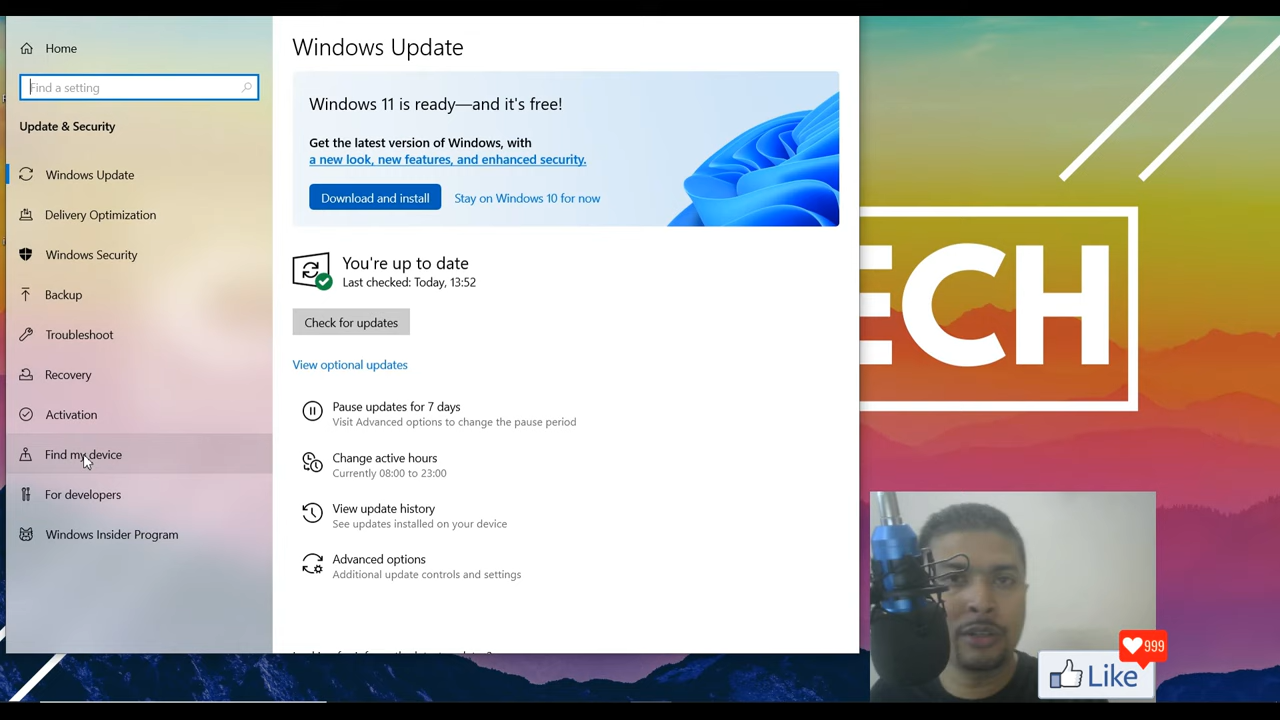 Home
Find a setting
Update & Security
Windows Update
Delivery Optimization
Windows Security
Backup
Troubleshoot
Recovery
Activation
Find my device
For developers
Windows Insider Program
Windows Update
Windows 11 is ready—and it's free!
Get the latest version of Windows, with
a new look, new features, and enhanced security.
Download and install
Stay on Windows 10 for now
You're up to date
Last checked: Today, 13:52
Check for updates
View optional updates
Pause updates for 7 days
Visit Advanced options to change the pause period
Change active hours
Currently 08:00 to 23:00
View update history
See updates installed on your device
Advanced options
Additional update controls and settings
ECH
999
Like